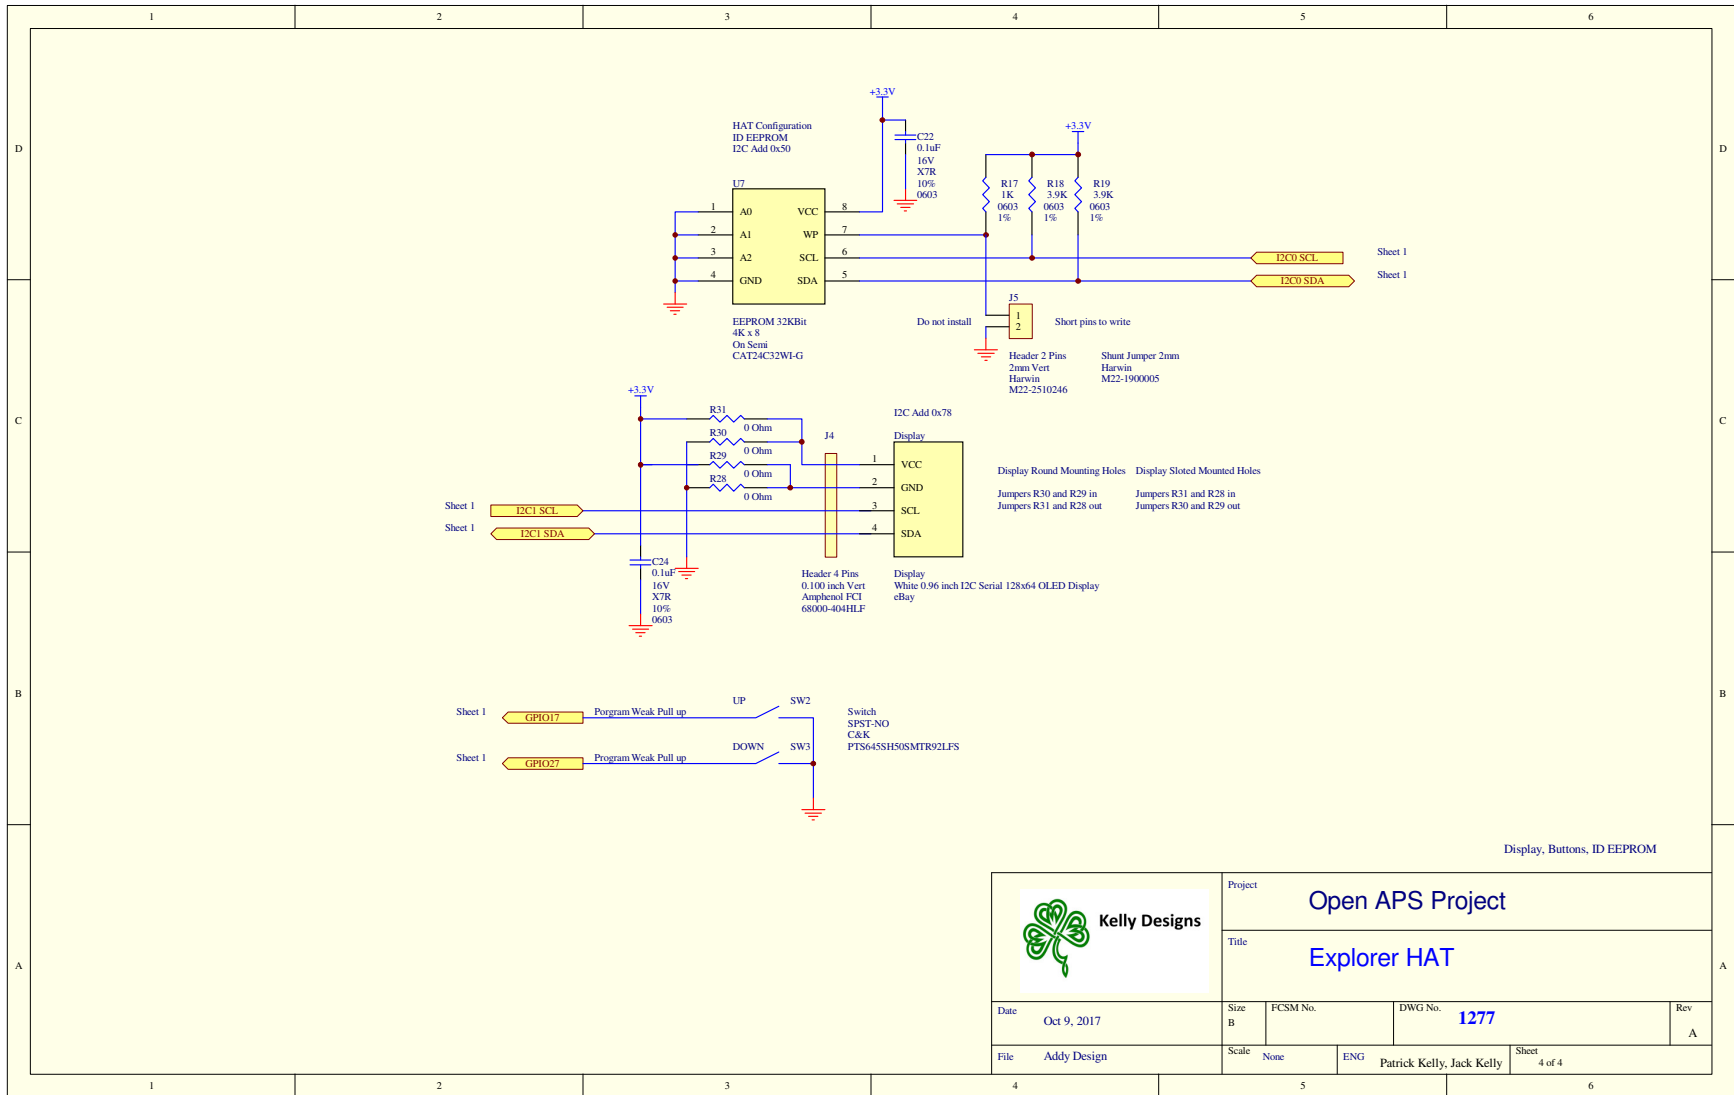 1 2 3 4 5 6
D
D
C
C
B
B
A
A
+3.3V
HAT Configuration
ID EEPROM
I2C Add 0x50
C22
0.1uF
16V
X7R
10%
0603
+3.3V
U7
1 A0
2 A1
3 A2
4 GND
VCC 8
WP 7
SCL 6
SDA 5
R17
1K
0603
1%
R18
3.9K
0603
1%
R19
3.9K
0603
1%
I2C0 SCL Sheet 1
I2C0 SDA Sheet 1
EEPROM 32KBit
4K x 8
On Semi
CAT24C32WI-G
J5
Do not install
1
2
Short pins to write
Header 2 Pins
2mm Vert
Harwin
M22-2510246
Shunt Jumper 2mm
Harwin
M22-1900005
+3.3V
R31
0 Ohm
R30
0 Ohm
R29
0 Ohm
R28
0 Ohm
J4
I2C Add 0x78
Display
1 VCC
2 GND
3 SCL
4 SDA
Display Round Mounting Holes
Jumpers R30 and R29 in
Jumpers R31 and R28 out
Display Sloted Mounted Holes
Jumpers R31 and R28 in
Jumpers R30 and R29 out
Sheet 1 I2C1 SCL
Sheet 1 I2C1 SDA
C24
0.1uF
16V
X7R
10%
0603
Header 4 Pins
0.100 inch Vert
Amphenol FCI
68000-404HLF
Display
White 0.96 inch I2C Serial 128x64 OLED Display
eBay
Sheet 1 GPIO17 Porgram Weak Pull up UP SW2
Sheet 1 GPIO27 Program Weak Pull up DOWN SW3
Switch
SPST-NO
C&K
PTS645SH50SMTR92LFS
Display, Buttons, ID EEPROM
Kelly Designs
Project
Open APS Project
Title
Explorer HAT
Date
Oct 9, 2017
Size
B
FCSM No.
DWG No. 1277
Rev
A
File Addy Design
Scale None
ENG Patrick Kelly, Jack Kelly
Sheet
4 of 4
1 2 3 4 5 6